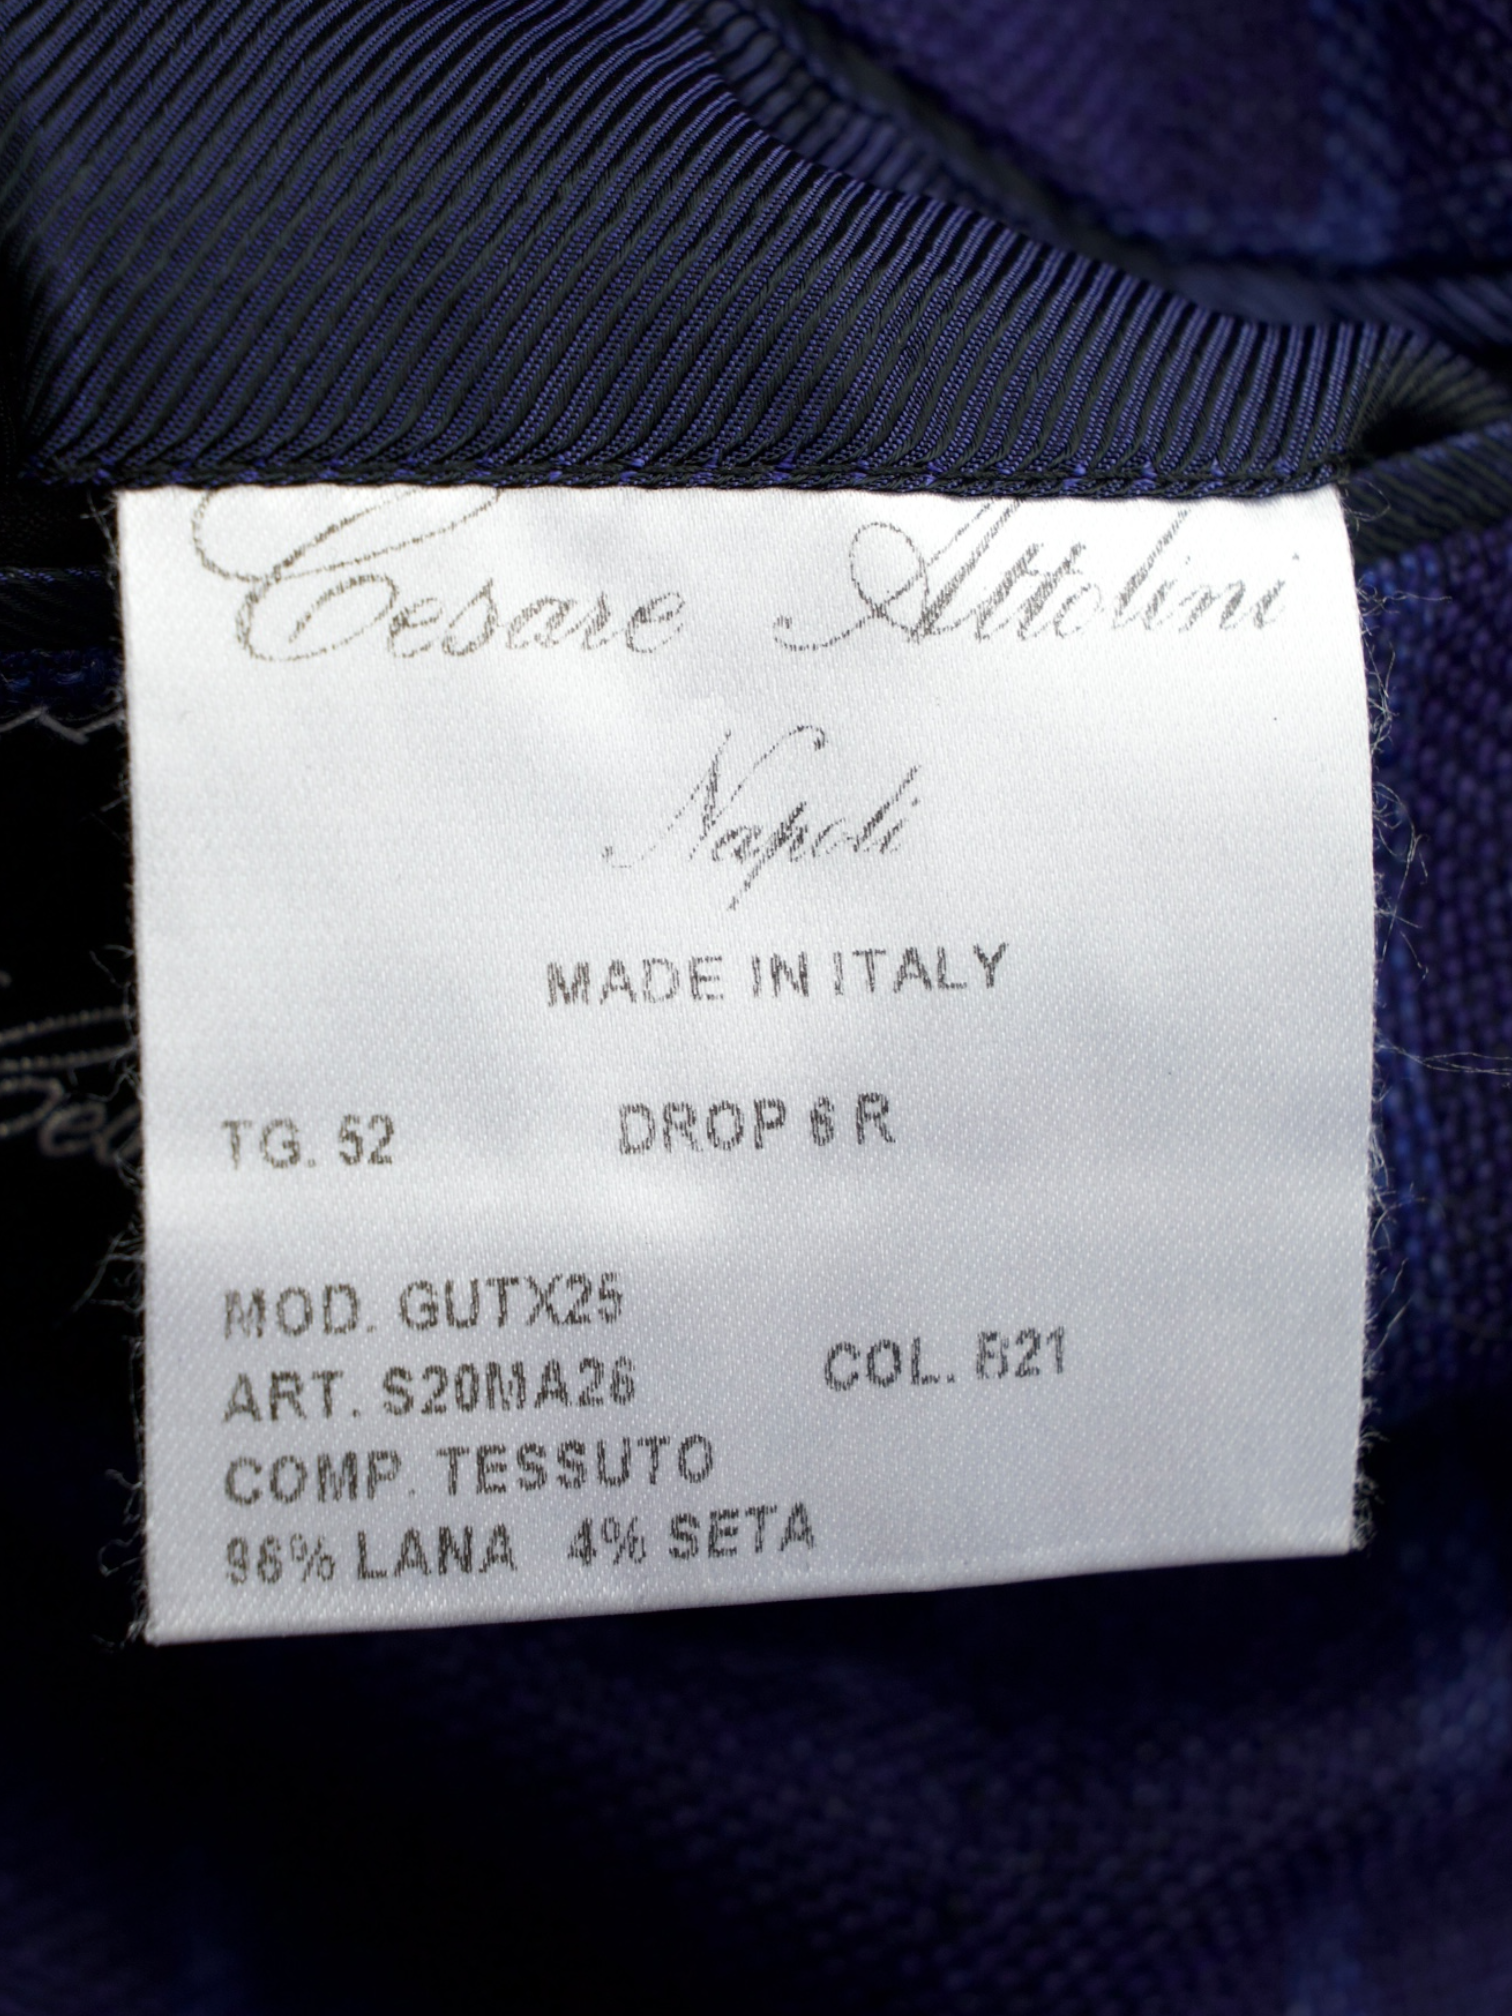 Cesare Attolini
Napoli
MADE IN ITALY
TG. 52 DROP 6 R
MOD. GUTX25
ART. S20MA26 COL. B21
COMP. TESSUTO
96% LANA 4% SETA